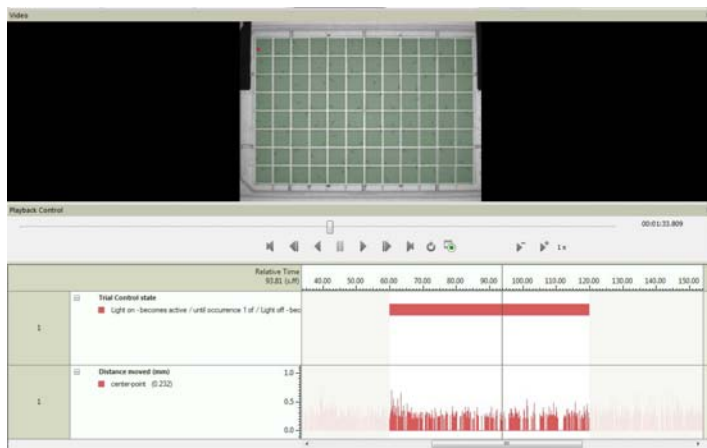 Video
Playback Control
00:01:33.809
1x
Relative Time
93.81 (s.ff)
40.00 50.00 60.00 70.00 80.00 90.00 100.00 110.00 120.00 130.00 140.00 150.00
Trial Control state
1
Light on - becomes active / until occurrence 1 of / Light off - bec
Distance moved (mm)
1.0
1
center-point (0.232)
0.5
0.0